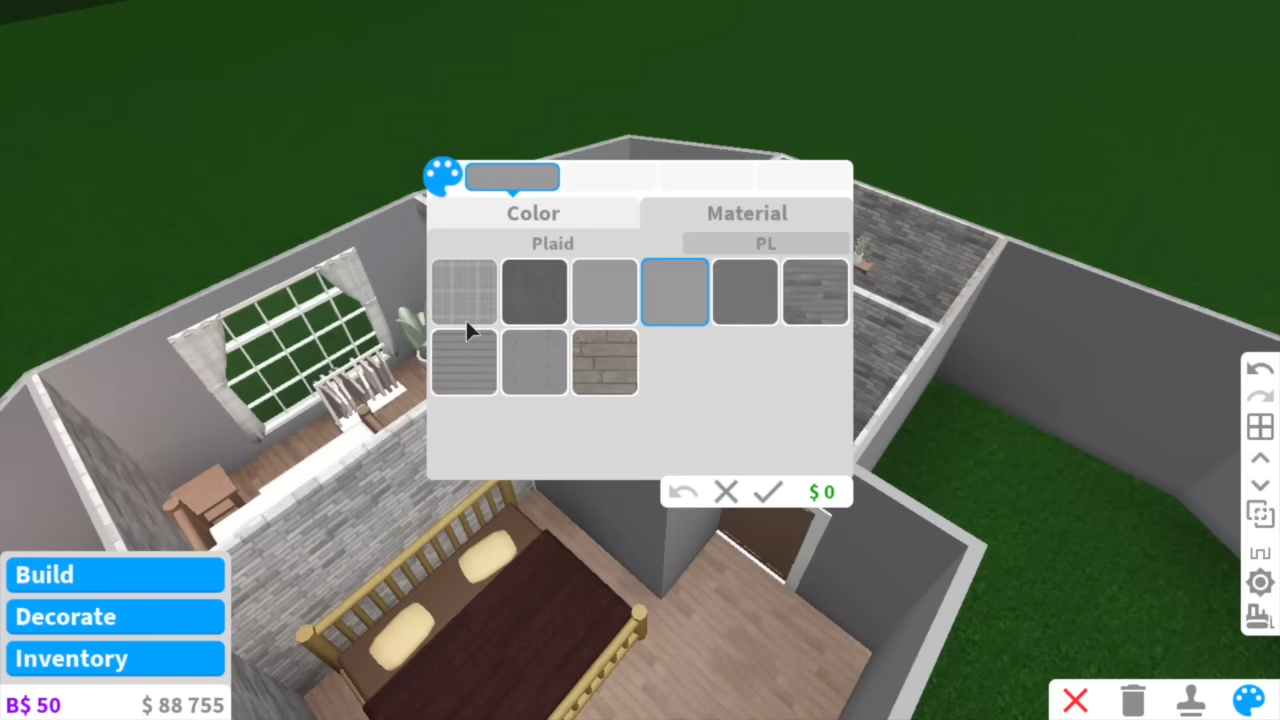 Color
Material
Plaid
PL
$ 0
Build
Decorate
Inventory
B$ 50
$ 88 755